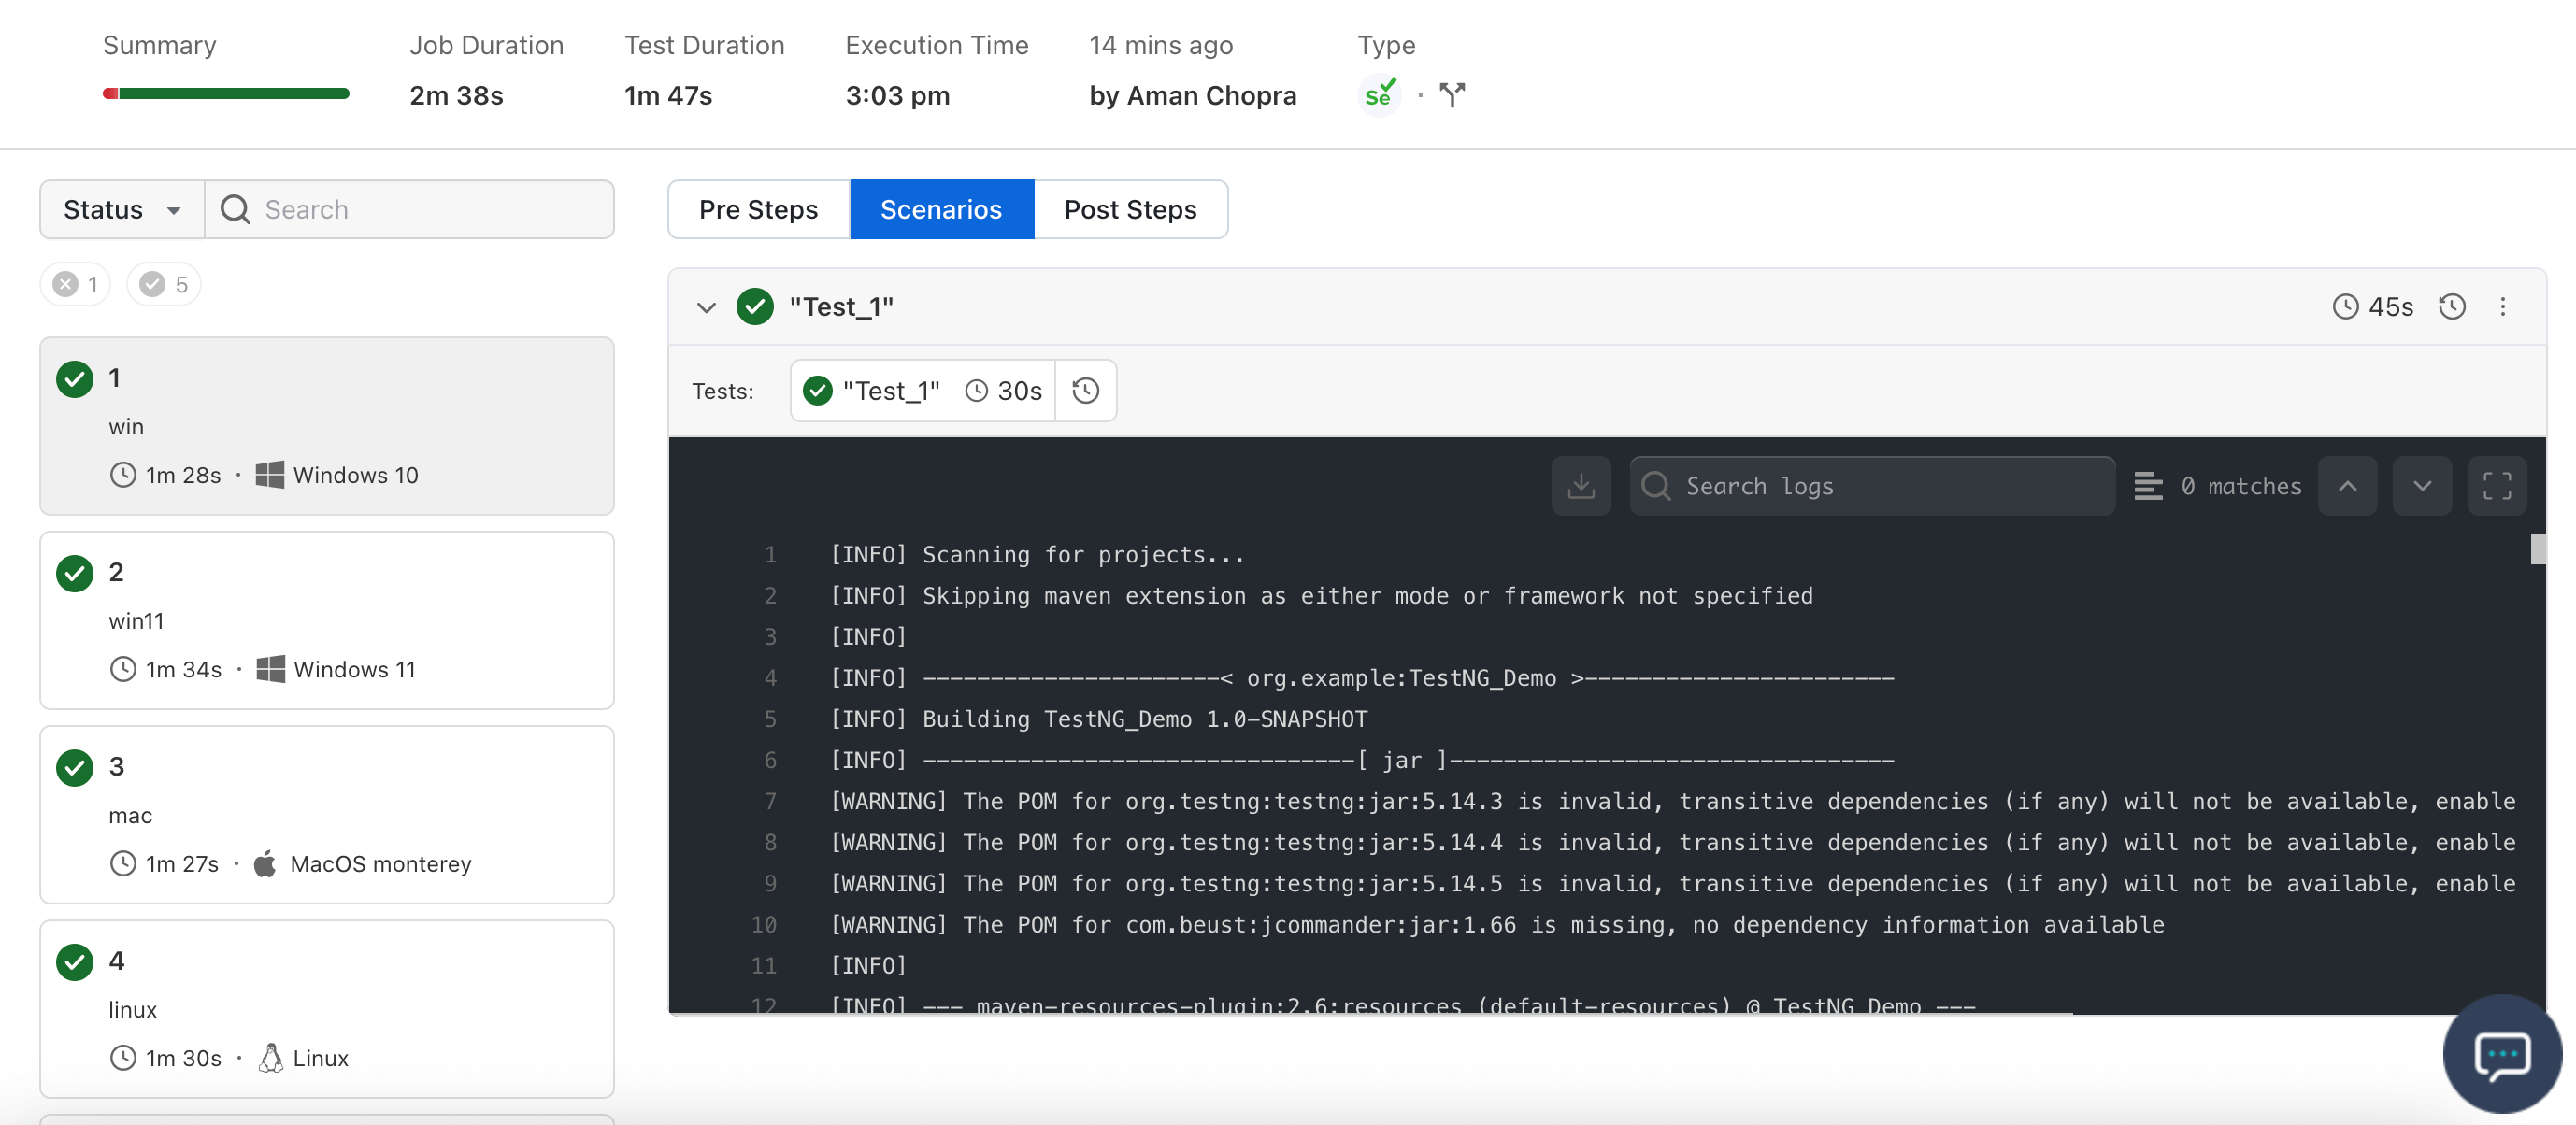 Summary
Job Duration
Test Duration
Execution Time
14 mins ago
Type
2m 38s
1m 47s
3:03 pm
by Aman Chopra
Se
Status
Search
Pre Steps
Scenarios
Post Steps
1
5
"Test_1"
45s
Tests:
"Test_1"
30s
1
win
1m 28s · Windows 10
2
win11
1m 34s · Windows 11
3
mac
1m 27s · MacOS monterey
4
linux
1m 30s · Linux
Search logs
0 matches
1 [INFO] Scanning for projects...
2 [INFO] Skipping maven extension as either mode or framework not specified
3 [INFO]
4 [INFO] ----------------------< org.example:TestNG_Demo >-----------------------
5 [INFO] Building TestNG_Demo 1.0-SNAPSHOT
6 [INFO] --------------------------------[ jar ]---------------------------------
7 [WARNING] The POM for org.testng:testng:jar:5.14.3 is invalid, transitive dependencies (if any) will not be available, enable
8 [WARNING] The POM for org.testng:testng:jar:5.14.4 is invalid, transitive dependencies (if any) will not be available, enable
9 [WARNING] The POM for org.testng:testng:jar:5.14.5 is invalid, transitive dependencies (if any) will not be available, enable
10 [WARNING] The POM for com.beust:jcommander:jar:1.66 is missing, no dependency information available
11 [INFO]
12 [INFO] --- maven-resources-plugin:2.6:resources (default-resources) @ TestNG_Demo ---